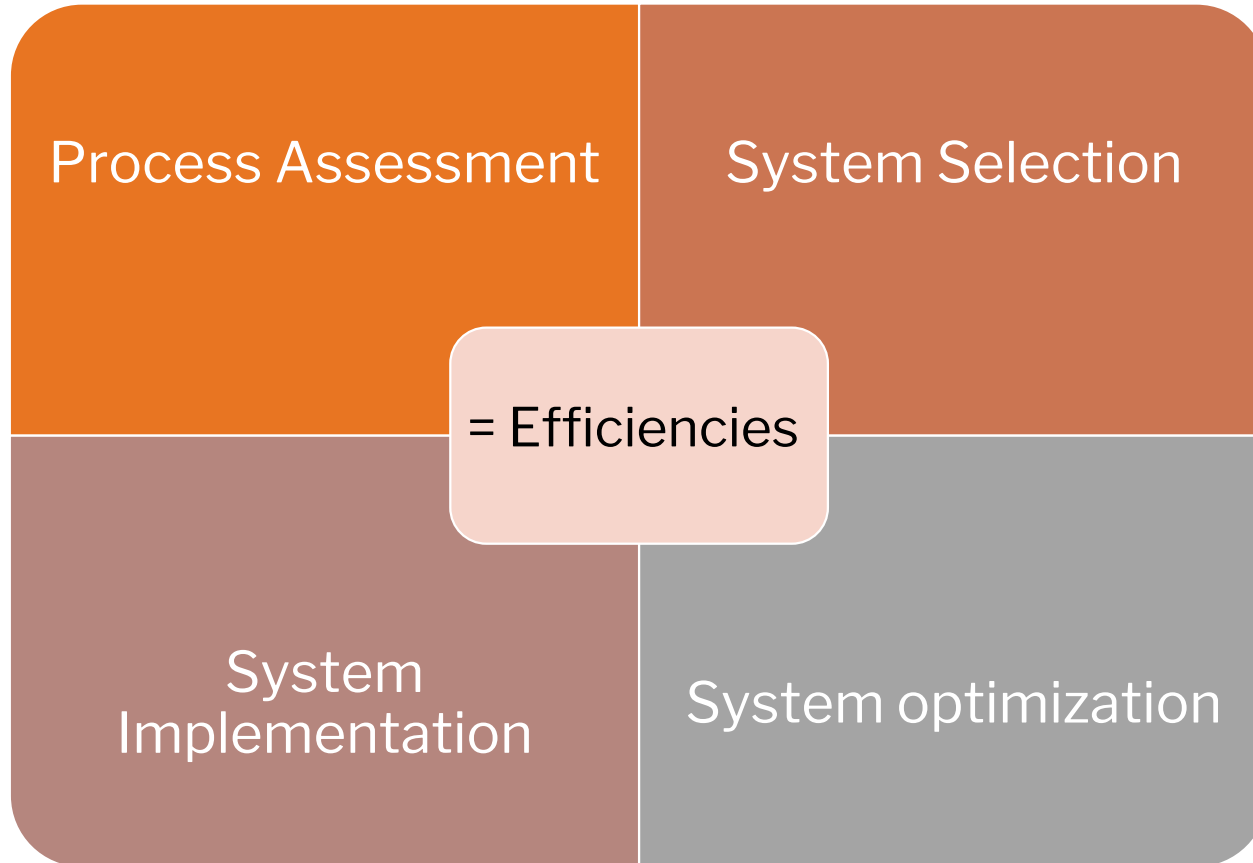 Process Assessment
System Selection
= Efficiencies
System
Implementation
System optimization